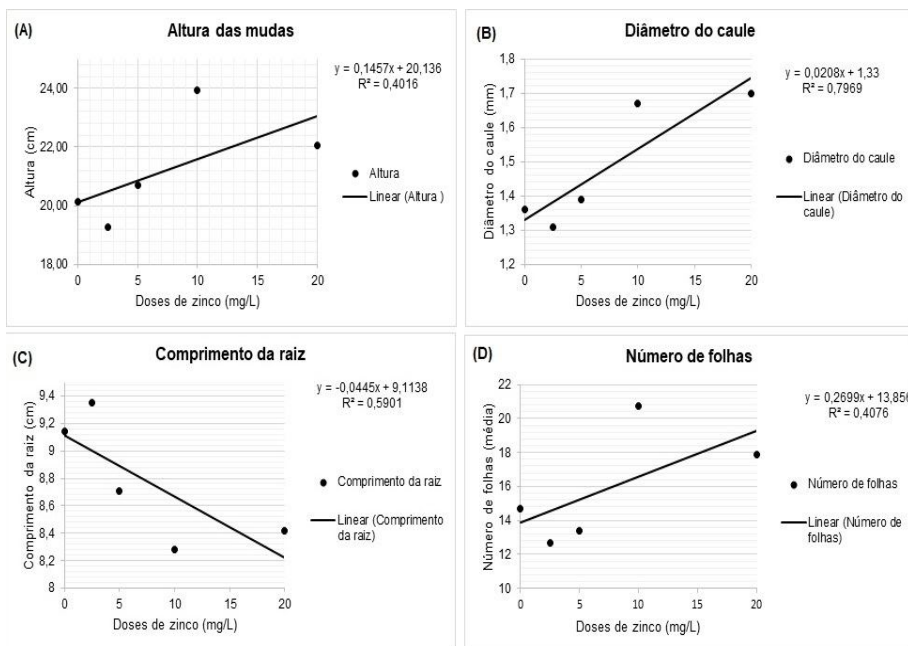 (A)
Altura das mudas
y = 0,1457x + 20,136
R² = 0,4016
24,00
22,00
20,00
18,00
Altura (cm)
0 5 10 15 20
Doses de zinco (mg/L)
Altura
Linear (Altura )
(B)
Diâmetro do caule
y = 0,0208x + 1,33
R² = 0,7969
1,8
1,7
1,6
1,5
1,4
1,3
1,2
Diâmetro do caule (mm)
0 5 10 15 20
Doses de zinco (mg/L)
Diâmetro do caule
Linear (Diâmetro do
caule)
(C)
Comprimento da raiz
y = -0,0445x + 9,1138
R² = 0,5901
9,4
9,2
9
8,8
8,6
8,4
8,2
8
Comprimento da raiz (cm)
0 5 10 15 20
Doses de zinco (mg/L)
Comprimento da raiz
Linear (Comprimento
da raiz)
(D)
Número de folhas
y = 0,2699x + 13,856
R² = 0,4076
22
20
18
16
14
12
10
Número de folhas (média)
0 5 10 15 20
Doses de zinco (mg/L)
Número de folhas
Linear (Número de
folhas)